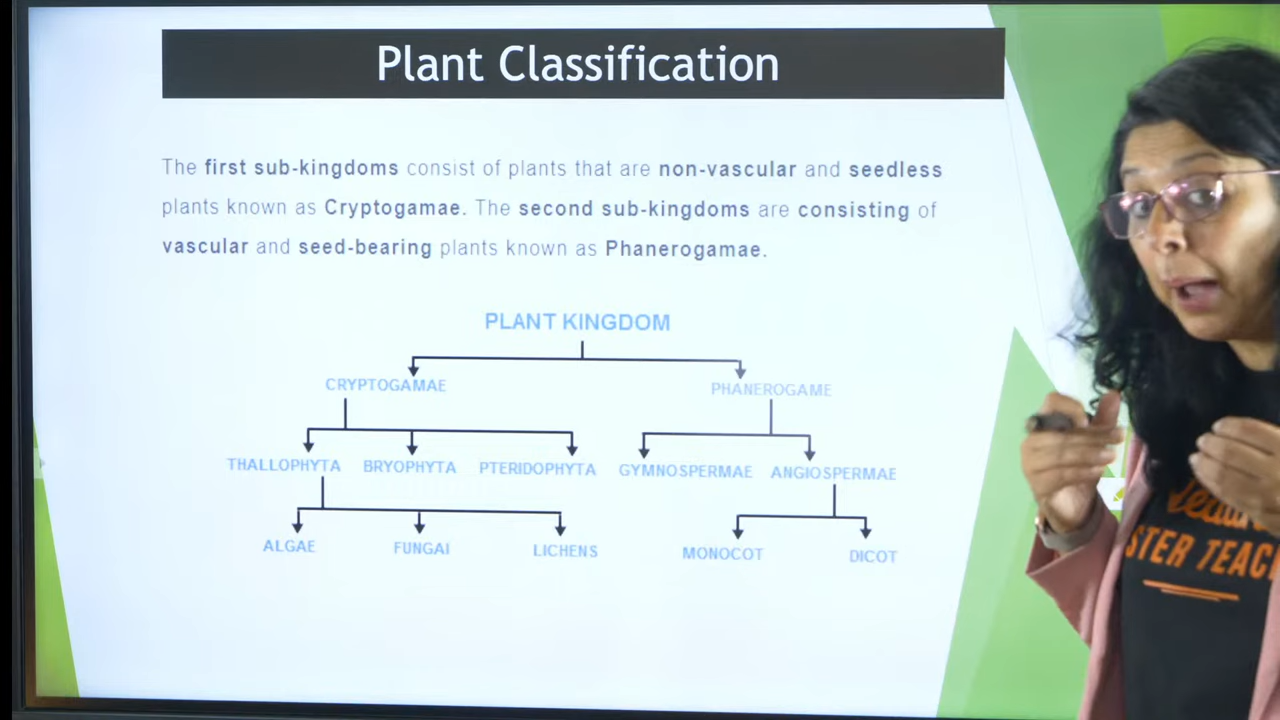 Plant Classification
The first sub-kingdoms consist of plants that are non-vascular and seedless
plants known as Cryptogamae. The second sub-kingdoms are consisting of
vascular and seed-bearing plants known as Phanerogamae.
PLANT KINGDOM
CRYPTOGAMAE PHANEROGAME
THALLOPHYTA BRYOPHYTA PTERIDOPHYTA GYMNOSPERMAE ANGIOSPERMAE
ALGAE FUNGAI LICHENS MONOCOT DICOT